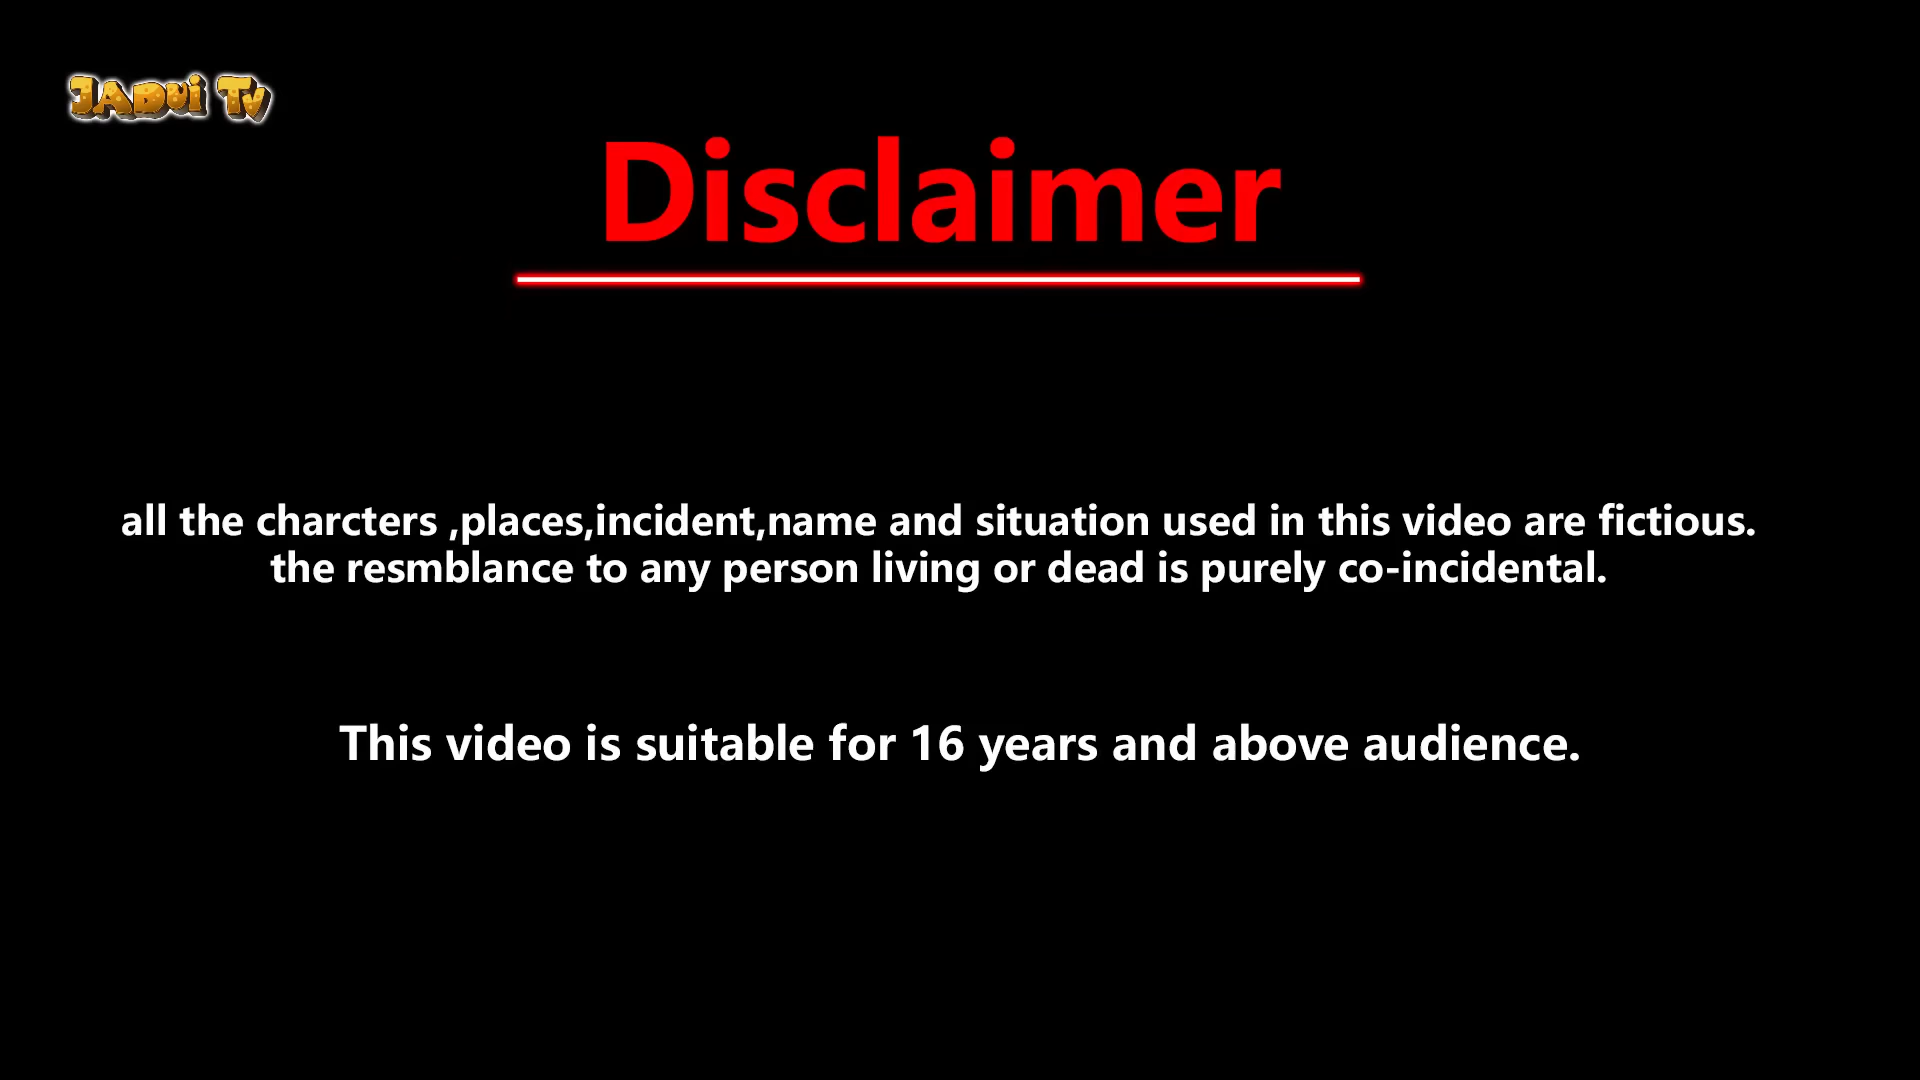 JADUI TV
Disclaimer
all the charcters ,places,incident,name and situation used in this video are fictious.
the resmblance to any person living or dead is purely co-incidental.
This video is suitable for 16 years and above audience.